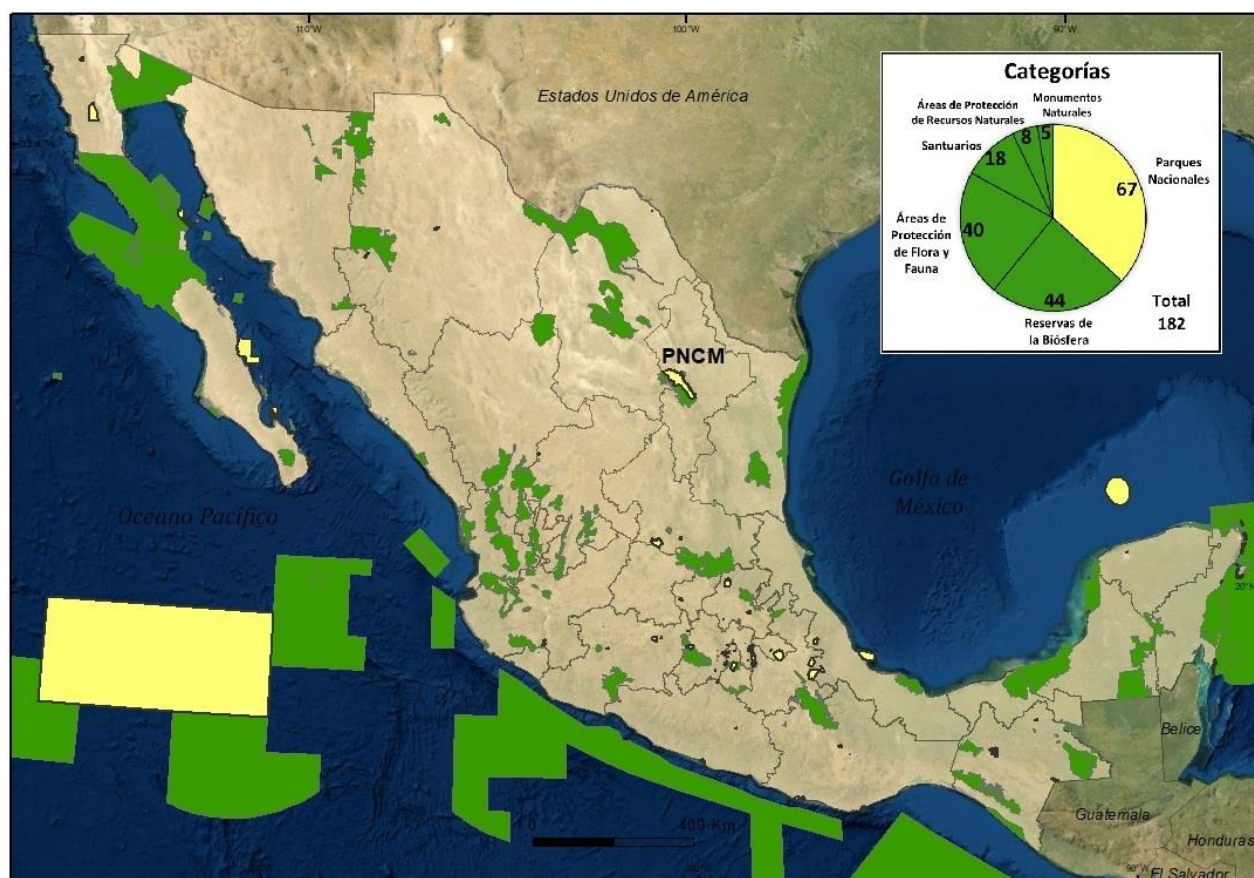 110°W
100°W
90°W
Estados Unidos de América
Categorías
Áreas de Protección
de Recursos Naturales
Monumentos
Naturales
Santuarios
8
5
18
Parques
Nacionales
67
Áreas de
Protección
de Flora y
Fauna
40
44
Reservas de
la Biósfera
Total
182
PNCM
Golfo de
México
Oceano Pacífico
20°N
Belice
Guatemala
Honduras
El Salvador
0
400 Km
90°W